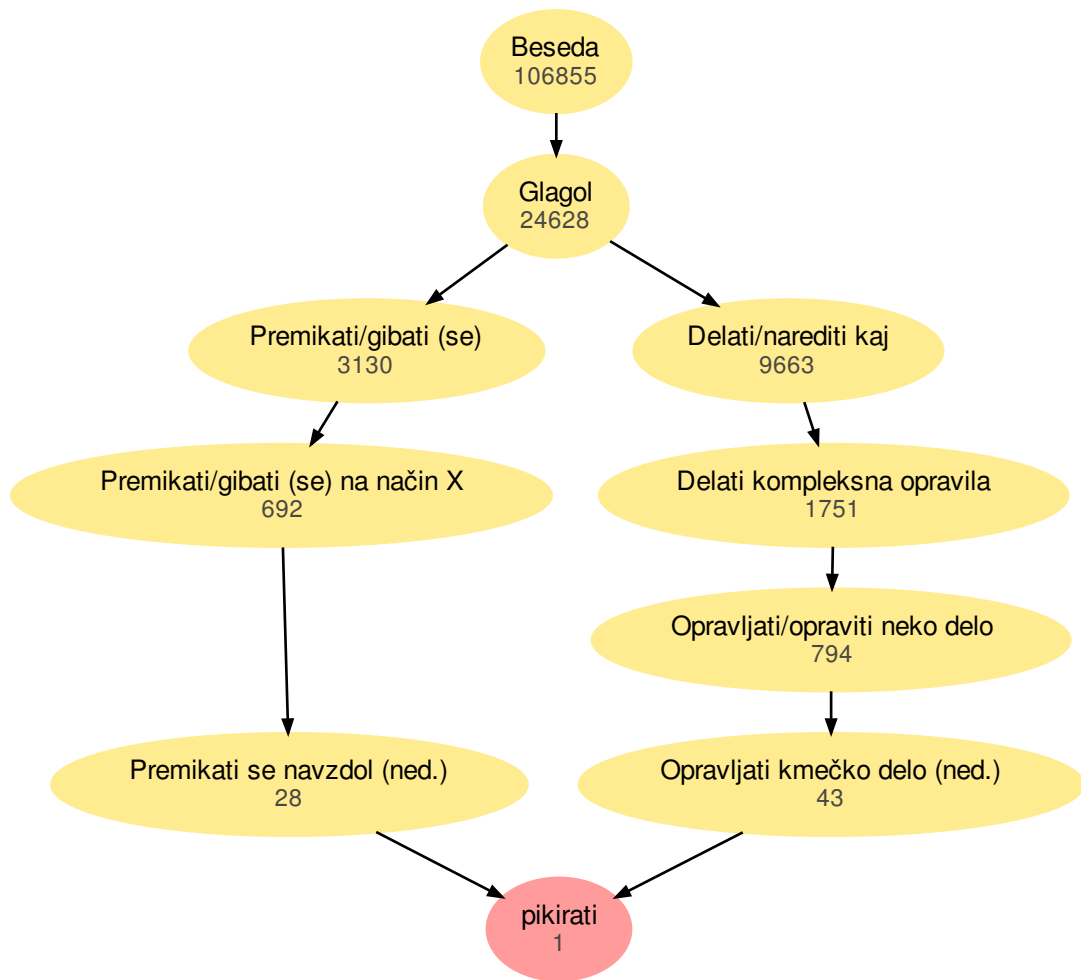 Beseda
106855
Glagol
24628
Premikati/gibati (se)
3130
Delati/narediti kaj
9663
Premikati/gibati (se) na način X
692
Delati kompleksna opravila
1751
Opravljati/opraviti neko delo
794
Premikati se navzdol (ned.)
28
Opravljati kmečko delo (ned.)
43
pikirati
1